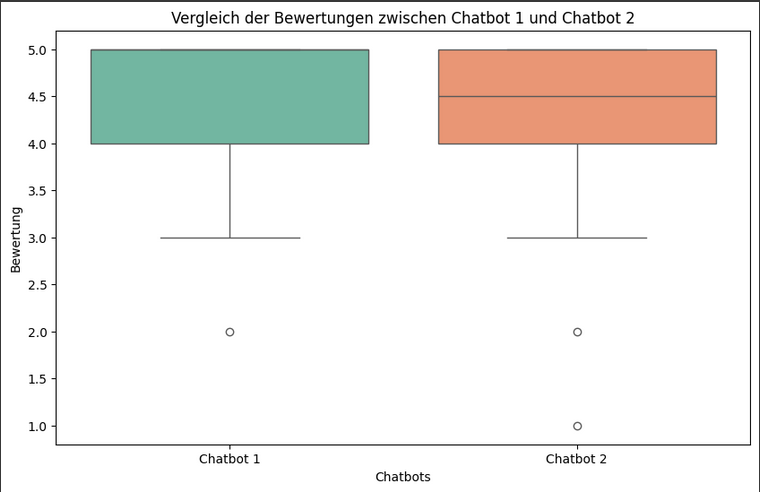 Vergleich der Bewertungen zwischen Chatbot 1 und Chatbot 2
5.0
4.5
4.0
3.5
3.0
2.5
2.0
1.5
1.0
Bewertung
Chatbot 1
Chatbot 2
Chatbots